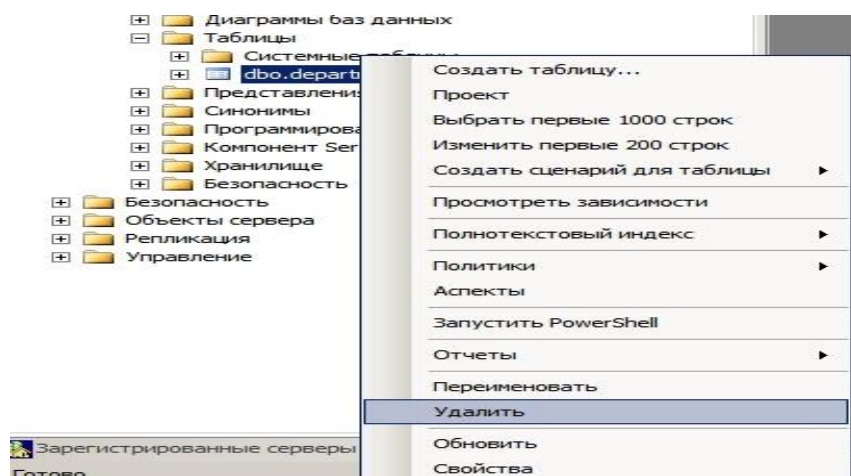 Диаграммы баз данных
Таблицы
Системные таблицы
dbo.depart
Представления
Синонимы
Программирова
Компонент Ser
Хранилище
Безопасность
Безопасность
Объекты сервера
Репликация
Управление
Создать таблицу...
Проект
Выбрать первые 1000 строк
Изменить первые 200 строк
Создать сценарий для таблицы
Просмотреть зависимости
Полнотекстовый индекс
Политики
Аспекты
Запустить PowerShell
Отчеты
Переименовать
Удалить
Обновить
Свойства
Зарегистрированные серверы
Готово